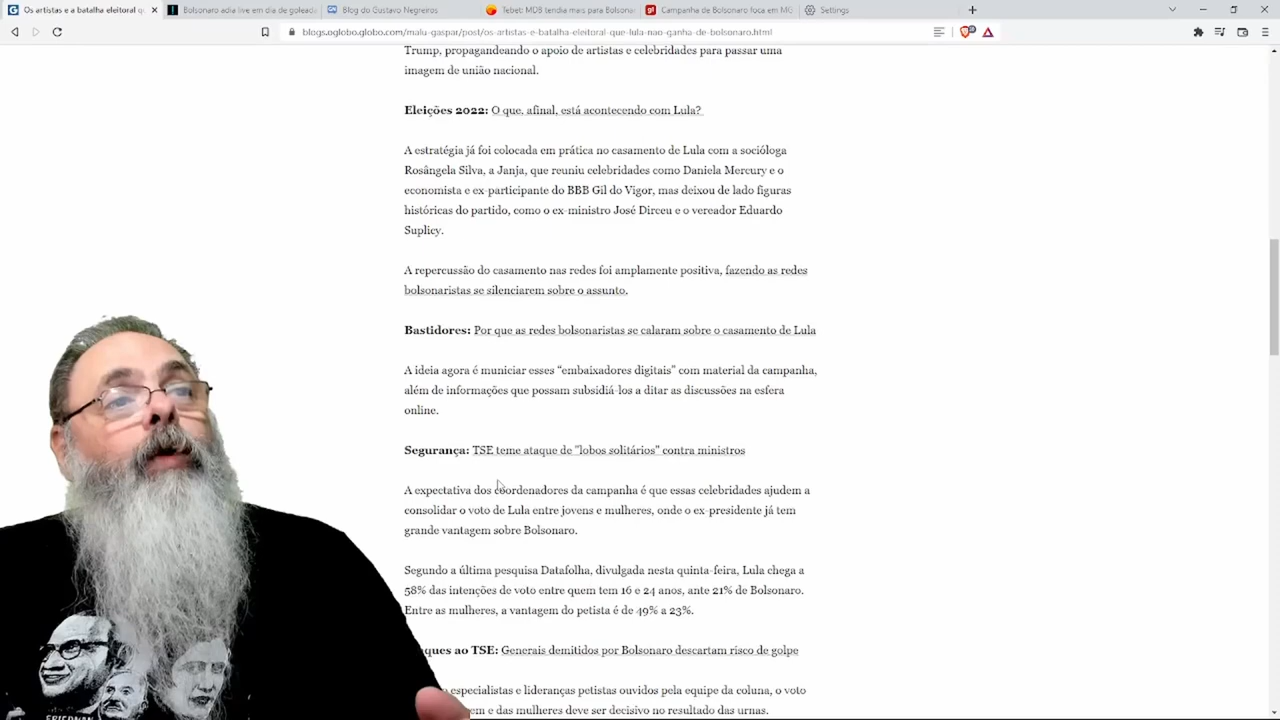 Os artistas e a batalha eleitoral q
Bolsonaro adia live em dia de golead
Blog do Gustavo Negreiros
Tebet: MDB tendia mais para Bolsona
Campanha de Bolsonaro foca em MG
Settings
blogs.oglobo.globo.com/malu-gaspar/post/os-artistas-e-batalha-eleitoral-que-lula-nao-ganha-de-bolsonaro.html
Trump, propagandeando o apoio de artistas e celebridades para passar uma
imagem de união nacional.
Eleições 2022: O que, afinal, está acontecendo com Lula?
A estratégia já foi colocada em prática no casamento de Lula com a socióloga
Rosângela Silva, a Janja, que reuniu celebridades como Daniela Mercury e o
economista e ex-participante do BBB Gil do Vigor, mas deixou de lado figuras
históricas do partido, como o ex-ministro José Dirceu e o vereador Eduardo
Suplicy.
A repercussão do casamento nas redes foi amplamente positiva, fazendo as redes
bolsonaristas se silenciarem sobre o assunto.
Bastidores: Por que as redes bolsonaristas se calaram sobre o casamento de Lula
A ideia agora é municiar esses “embaixadores digitais” com material da campanha,
além de informações que possam subsidiá-los a ditar as discussões na esfera
online.
Segurança: TSE teme ataque de "lobos solitários" contra ministros
A expectativa dos coordenadores da campanha é que essas celebridades ajudem a
consolidar o voto de Lula entre jovens e mulheres, onde o ex-presidente já tem
grande vantagem sobre Bolsonaro.
Segundo a última pesquisa Datafolha, divulgada nesta quinta-feira, Lula chega a
58% das intenções de voto entre quem tem 16 e 24 anos, ante 21% de Bolsonaro.
Entre as mulheres, a vantagem do petista é de 49% a 23%.
ques ao TSE: Generais demitidos por Bolsonaro descartam risco de golpe
especialistas e lideranças petistas ouvidos pela equipe da coluna, o voto
em e das mulheres deve ser decisivo no resultado das urnas.
FRIEDMAN